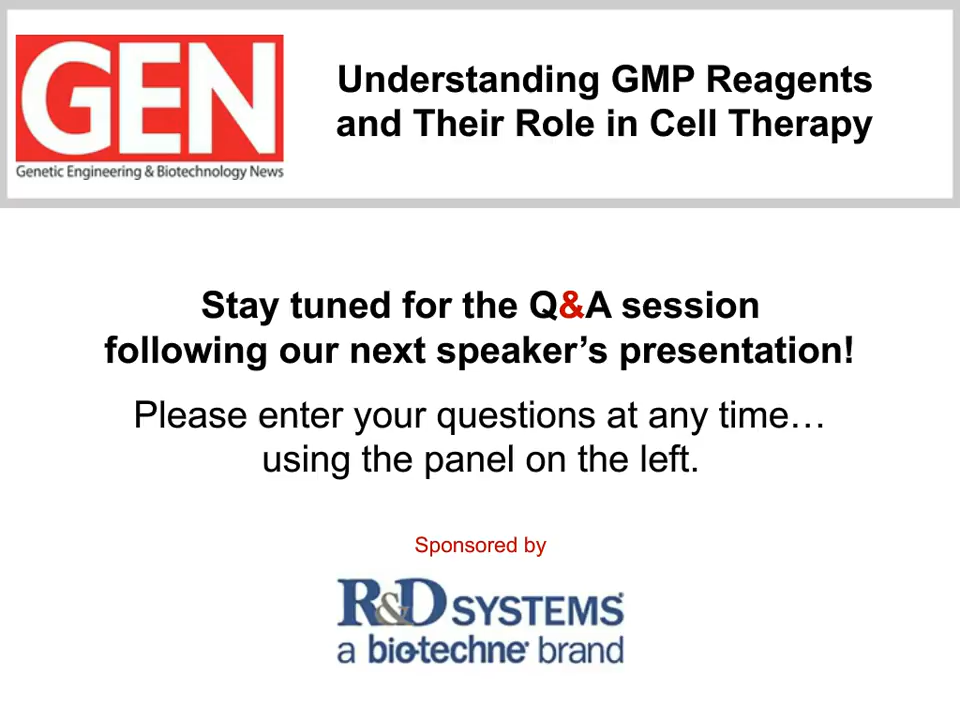 GEN
Genetic Engineering & Biotechnology News
Understanding GMP Reagents
and Their Role in Cell Therapy
Stay tuned for the Q&A session
following our next speaker’s presentation!
Please enter your questions at any time…
using the panel on the left.
Sponsored by
R&D SYSTEMS®
a bio-techne® brand